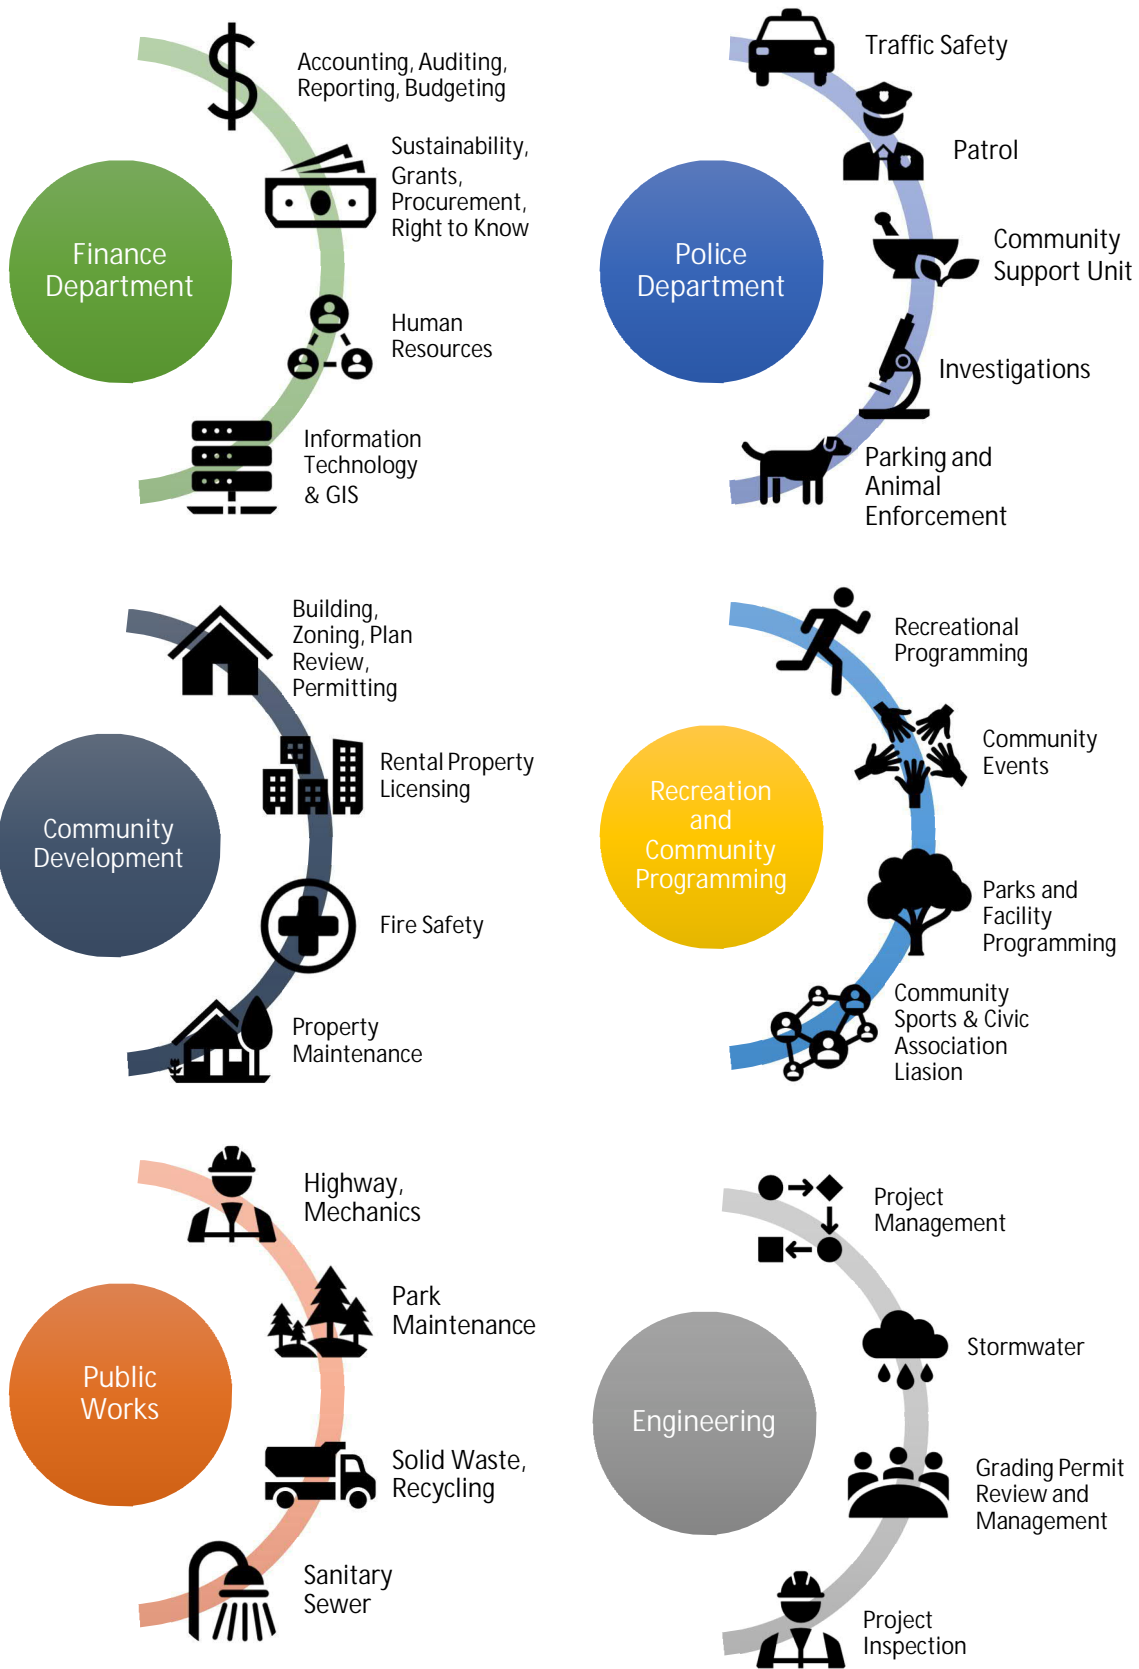 Finance
Department
Accounting, Auditing,
Reporting, Budgeting
Sustainability,
Grants,
Procurement,
Right to Know
Human
Resources
Information
Technology
& GIS
Police
Department
Traffic Safety
Patrol
Community
Support Unit
Investigations
Parking and
Animal
Enforcement
Community
Development
Building,
Zoning, Plan
Review,
Permitting
Rental Property
Licensing
Fire Safety
Property
Maintenance
Recreation
and
Community
Programming
Recreational
Programming
Community
Events
Parks and
Facility
Programming
Community
Sports & Civic
Association
Liasion
Public
Works
Highway,
Mechanics
Park
Maintenance
Solid Waste,
Recycling
Sanitary
Sewer
Engineering
Project
Management
Stormwater
Grading Permit
Review and
Management
Project
Inspection